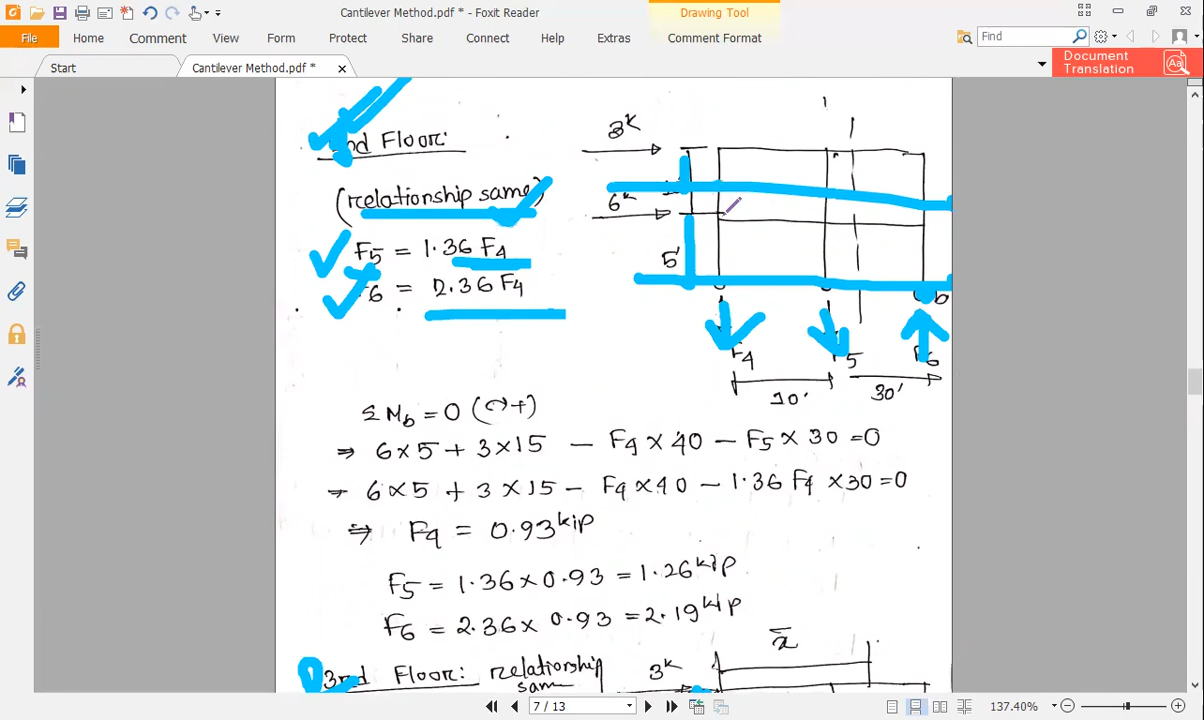 Cantilever Method.pdf * - Foxit Reader
Drawing Tool
File
Home
Comment
View
Form
Protect
Share
Connect
Help
Extras
Comment Format
Find
Start
Cantilever Method.pdf *
Document Translation
Floor:
(relationship same)
F5 = 1.36 F4
F6 = 2.36 F4
3k
6k
5'
b
F4
F5
F6
10'
30'
ΣMb = 0 (↷+)
⇒ 6×5 + 3×15 - F4×40 - F5×30 =0
⇒ 6×5 + 3×15 - F4×40 - 1.36 F4 ×30=0
⇒ F4 = 0.93kip
F5 = 1.36×0.93 = 1.26kip
F6 = 2.36× 0.93 = 2.19kip
3rd Floor: relationship
same
3k
x̄
7 / 13
137.40%